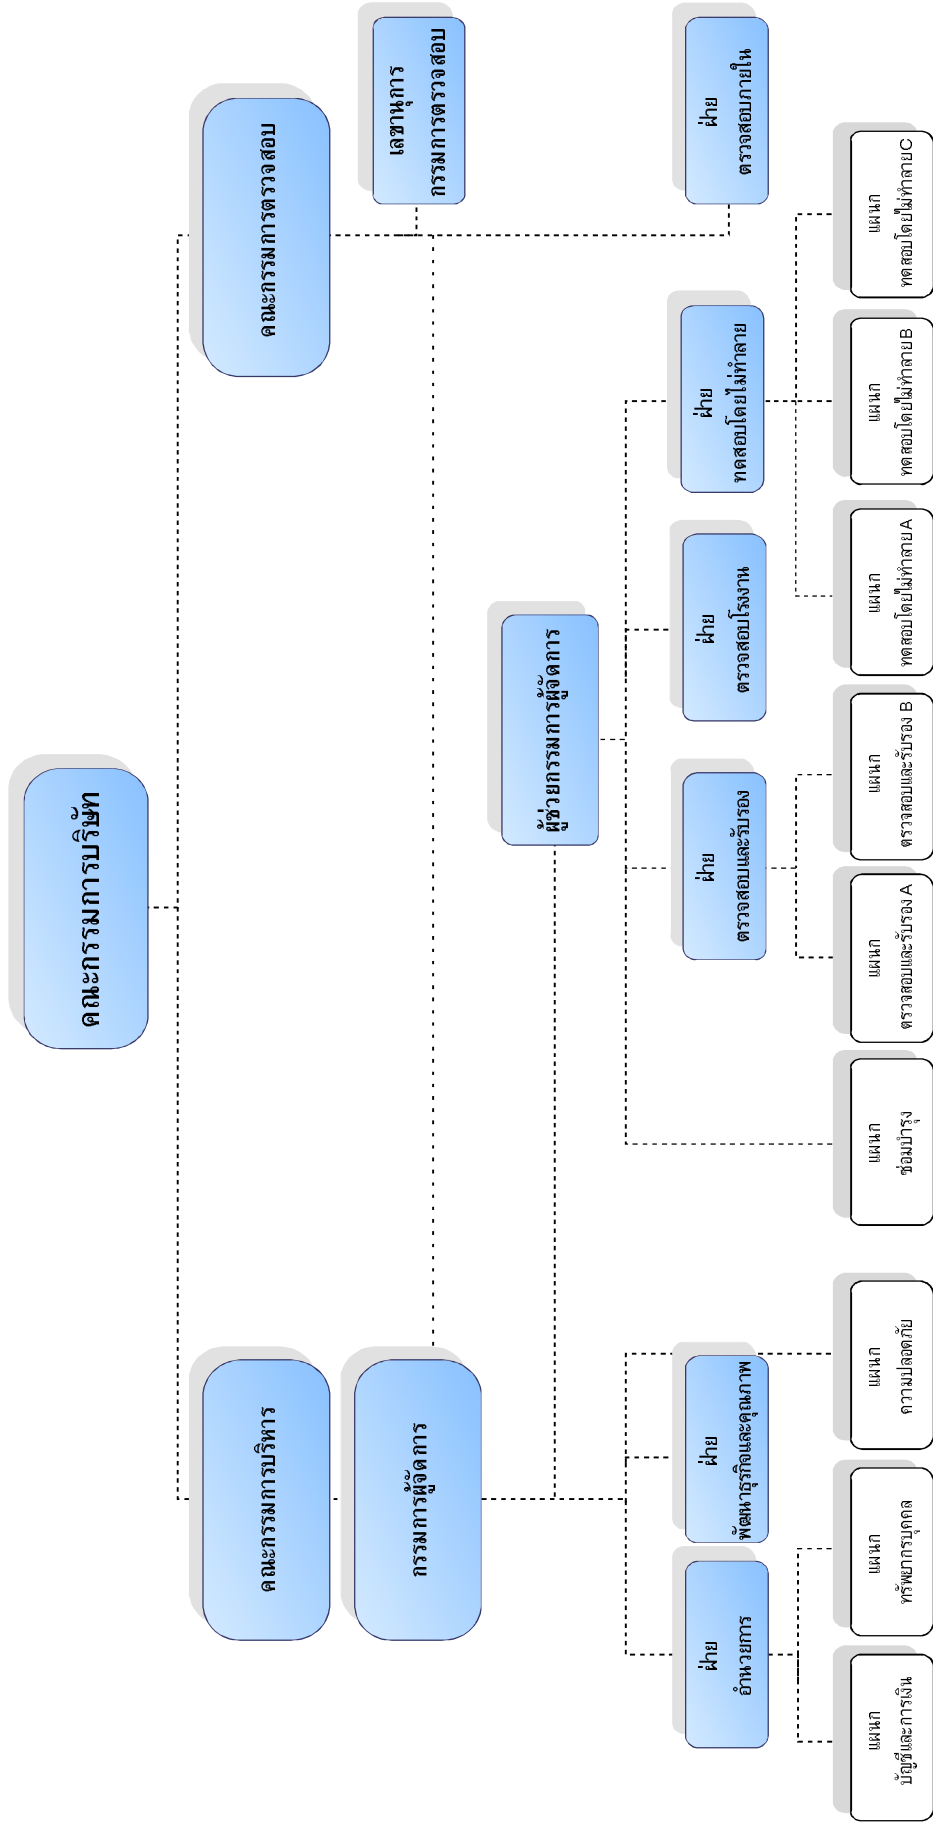 คณะกรรมการบริษัท
คณะกรรมการบริหาร
คณะกรรมการตรวจสอบ
กรรมการผู้จัดการ
เลขานุการ
กรรมการตรวจสอบ
ผู้ช่วยกรรมการผู้จัดการ
ฝ่าย
อำนวยการ
ฝ่าย
พัฒนาธุรกิจและคุณภาพ
ฝ่าย
ตรวจสอบและรับรอง
ฝ่าย
ตรวจสอบโรงงาน
ฝ่าย
ทดสอบโดยไม่ทำลาย
ฝ่าย
ตรวจสอบภายใน
แผนก
บัญชีและการเงิน
แผนก
ทรัพยากรบุคคล
แผนก
ความปลอดภัย
แผนก
ซ่อมบำรุง
แผนก
ตรวจสอบและรับรอง A
แผนก
ตรวจสอบและรับรอง B
แผนก
ทดสอบโดยไม่ทำลาย A
แผนก
ทดสอบโดยไม่ทำลาย B
แผนก
ทดสอบโดยไม่ทำลาย C